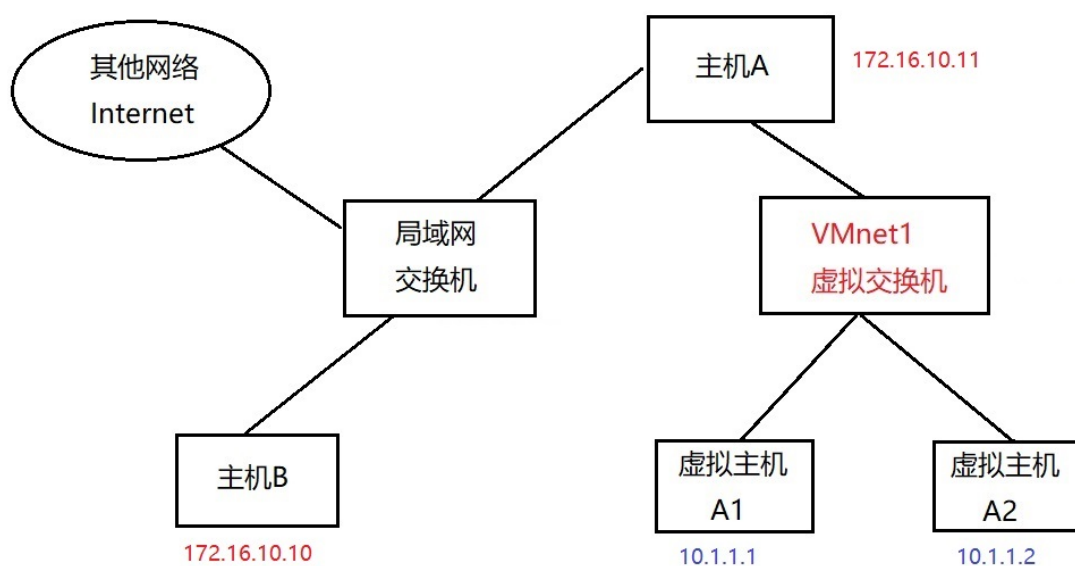 其他网络
Internet
主机A
172.16.10.11
局域网
交换机
VMnet1
虚拟交换机
主机B
172.16.10.10
虚拟主机
A1
10.1.1.1
虚拟主机
A2
10.1.1.2